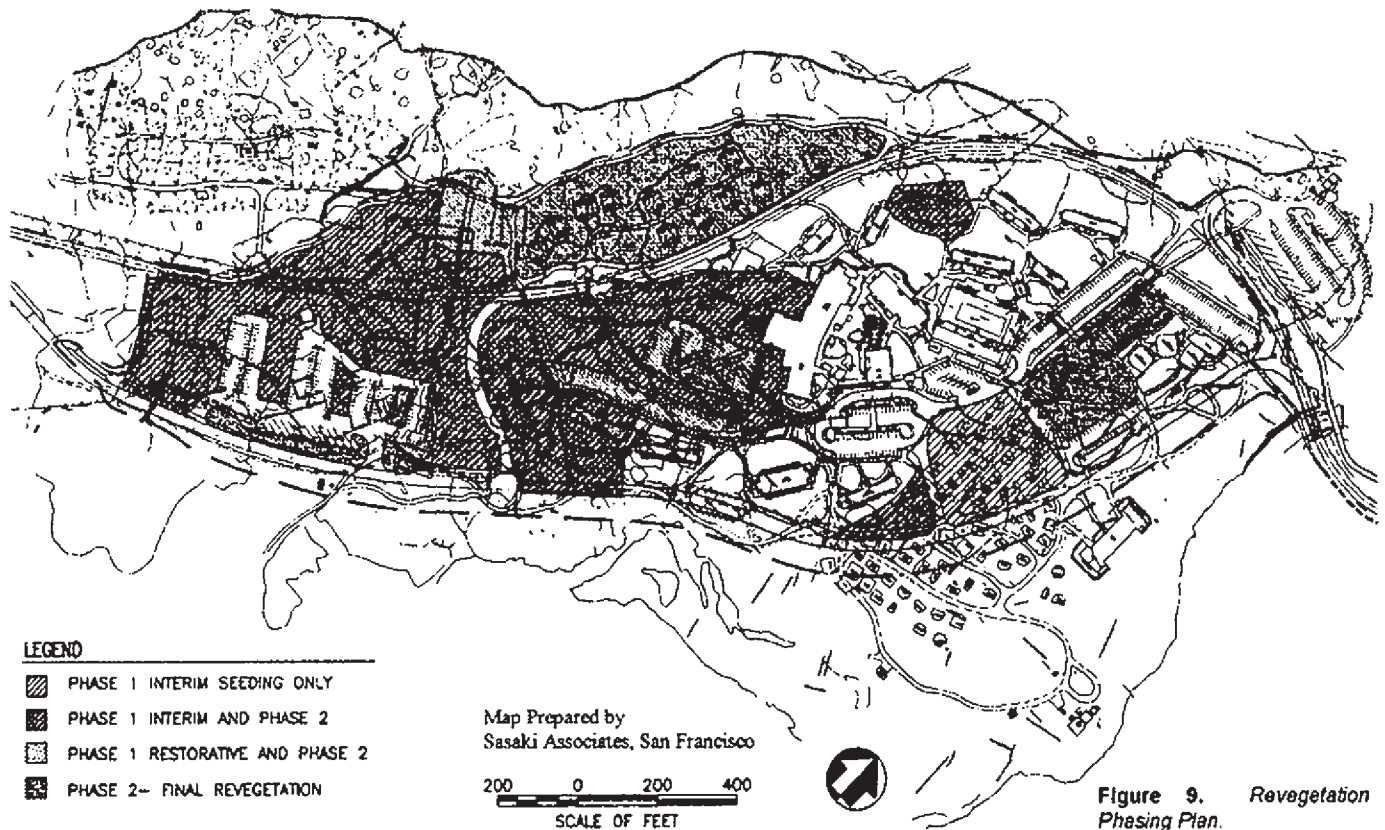 LEGEND
PHASE 1 INTERIM SEEDING ONLY
PHASE 1 INTERIM AND PHASE 2
PHASE 1 RESTORATIVE AND PHASE 2
PHASE 2- FINAL REVEGETATION
Map Prepared by
Sasaki Associates, San Francisco
200 0 200 400
SCALE OF FEET
Figure 9. Revegetation
Phasing Plan.